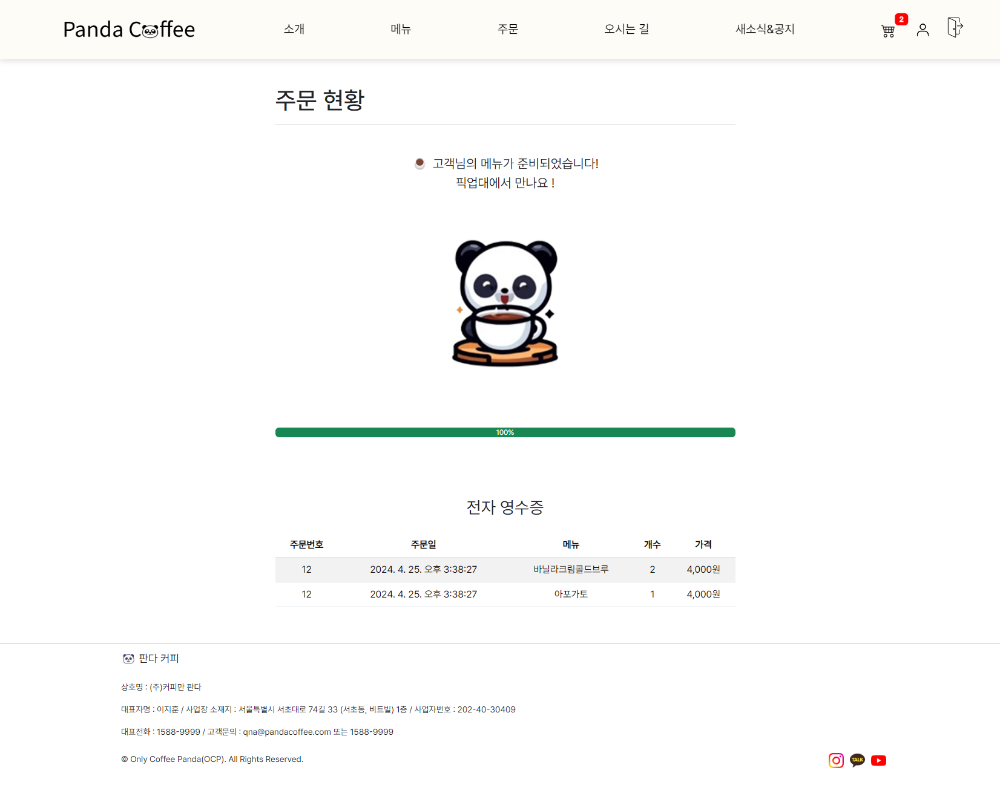 Panda Coffee 소개 메뉴 주문 오시는 길 새소식&공지 2
주문 현황
고객님의 메뉴가 준비되었습니다!
픽업대에서 만나요 !
100%
전자 영수증
주문번호 주문일 메뉴 개수 가격
12 2024. 4. 25. 오후 3:38:27 바닐라크림콜드브루 2 4,000원
12 2024. 4. 25. 오후 3:38:27 아포가토 1 4,000원
판다 커피
상호명 : (주)커피만 판다
대표자명 : 이지훈 / 사업장 소재지 : 서울특별시 서초대로 74길 33 (서초동, 비트빌) 1층 / 사업자번호 : 202-40-30409
대표전화 : 1588-9999 / 고객문의 : qna@pandacoffee.com 또는 1588-9999
© Only Coffee Panda(OCP). All Rights Reserved.
TALK